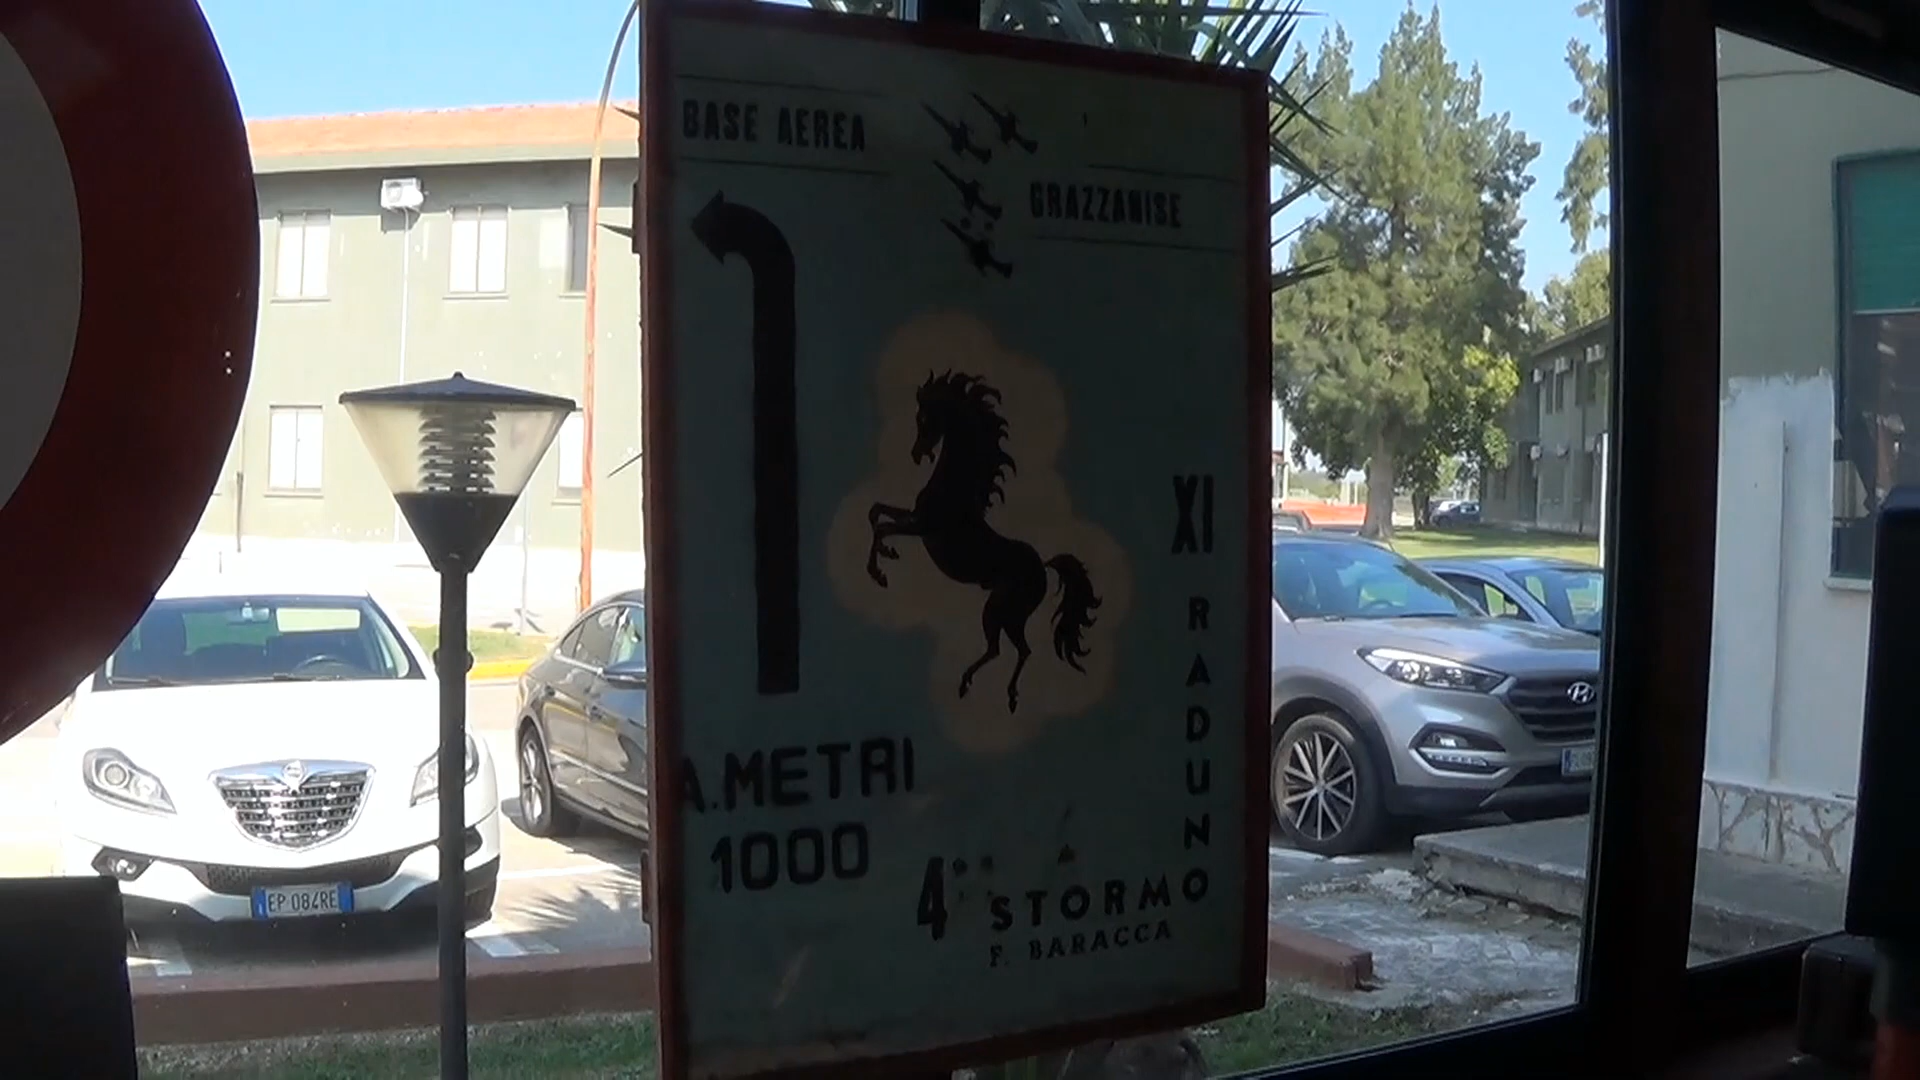 BASE AEREA
GRAZZANISE
XI RADUNO
A.METRI
1000
4° STORMO
F. BARACCA
EP 084RE